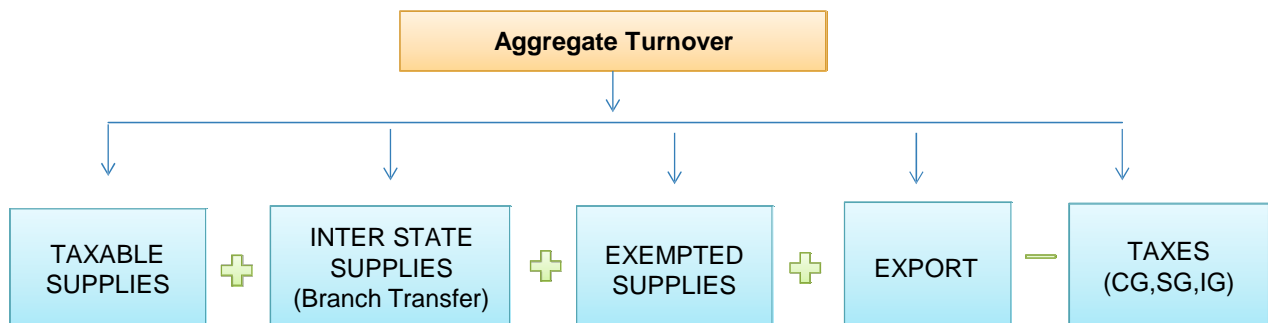 Aggregate Turnover
TAXABLE
SUPPLIES
INTER STATE
SUPPLIES
(Branch Transfer)
EXEMPTED
SUPPLIES
EXPORT
TAXES
(CG,SG,IG)